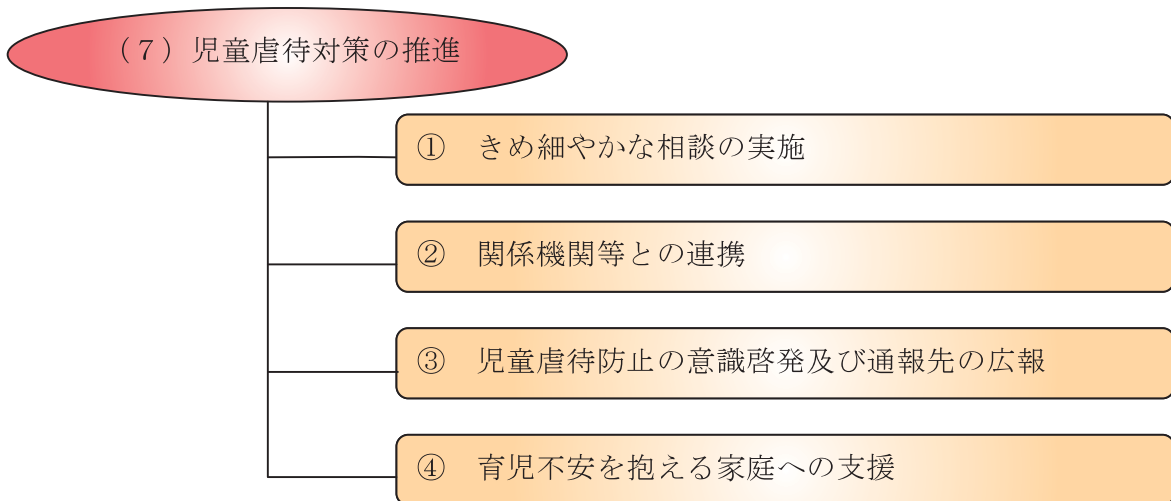 （７）児童虐待対策の推進
①　きめ細やかな相談の実施
②　関係機関等との連携
③　児童虐待防止の意識啓発及び通報先の広報
④　育児不安を抱える家庭への支援